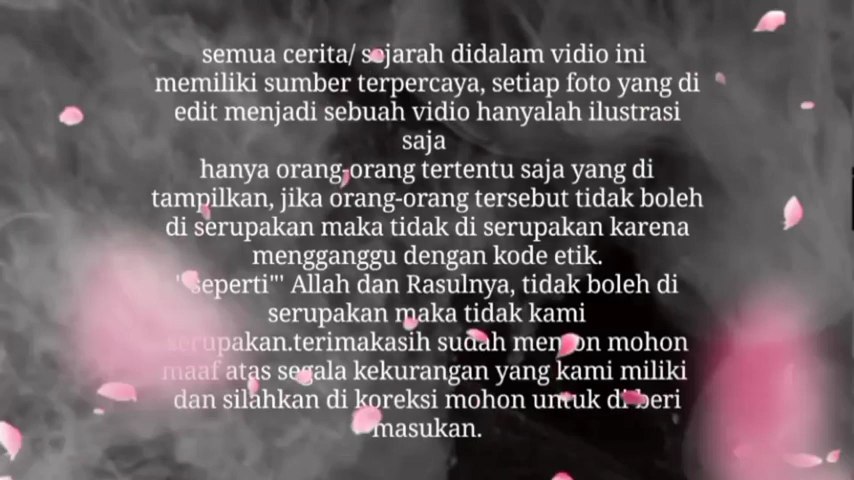 semua cerita/ sejarah didalam vidio ini
memiliki sumber terpercaya, setiap foto yang di
edit menjadi sebuah vidio hanyalah ilustrasi
saja
hanya orang-orang tertentu saja yang di
tampilkan, jika orang-orang tersebut tidak boleh
di serupakan maka tidak di serupakan karena
mengganggu dengan kode etik.
"seperti"' Allah dan Rasulnya, tidak boleh di
serupakan maka tidak kami
serupakan.terimakasih sudah menton mohon
maaf atas segala kekurangan yang kami miliki
dan silahkan di koreksi mohon untuk di beri
masukan.